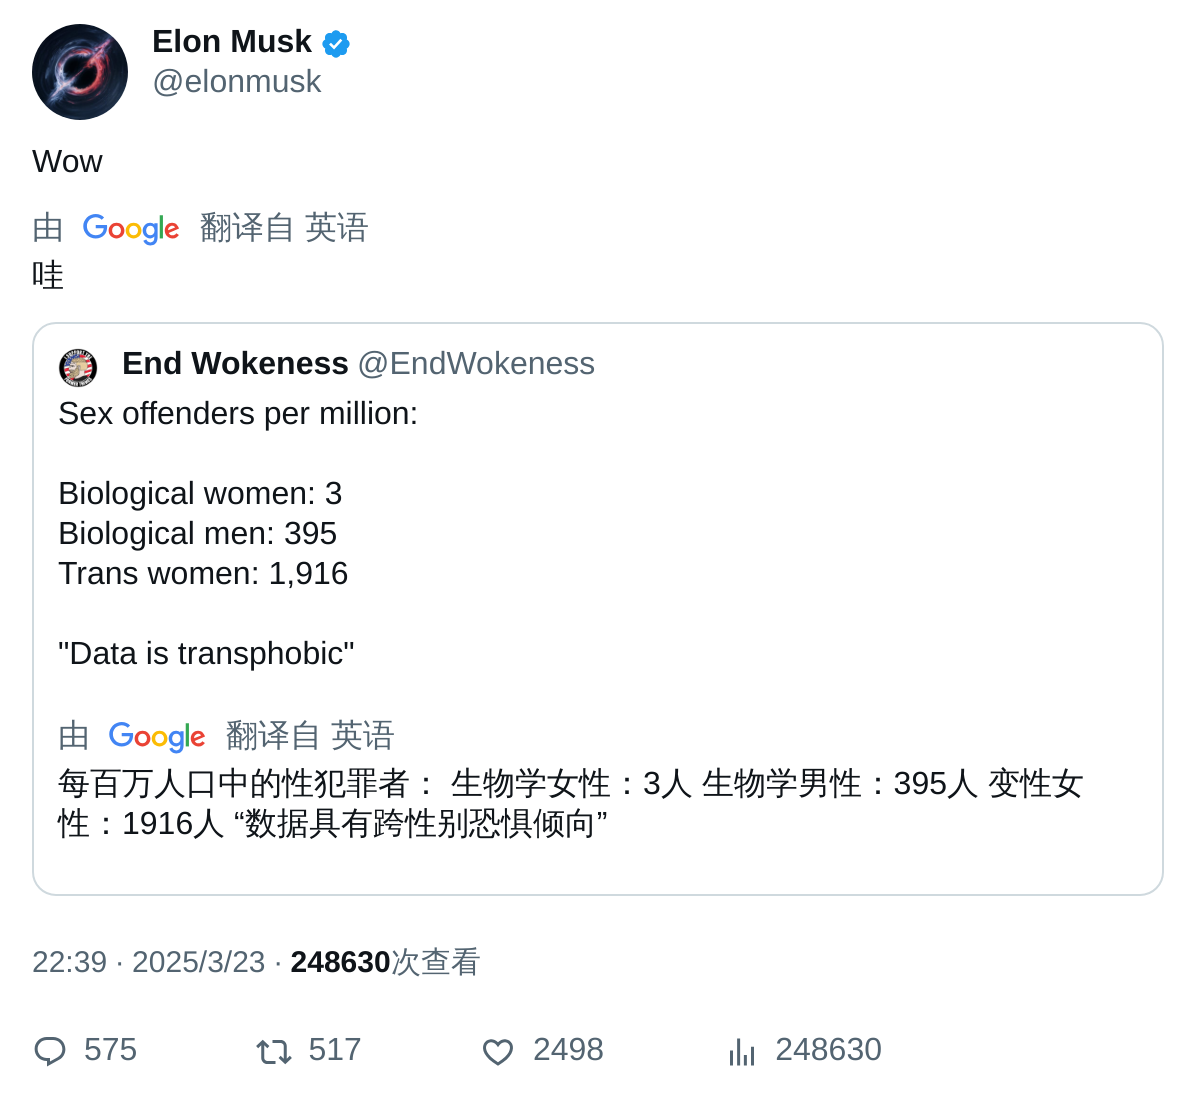 Elon Musk
@elonmusk
Wow
由 Google 翻译自 英语
哇
End Wokeness @EndWokeness
Sex offenders per million:
Biological women: 3
Biological men: 395
Trans women: 1,916
"Data is transphobic"
由 Google 翻译自 英语
每百万人口中的性犯罪者： 生物学女性：3人 生物学男性：395人 变性女
性：1916人 “数据具有跨性别恐惧倾向”
22:39 · 2025/3/23 · 248630次查看
575 517 2498 248630